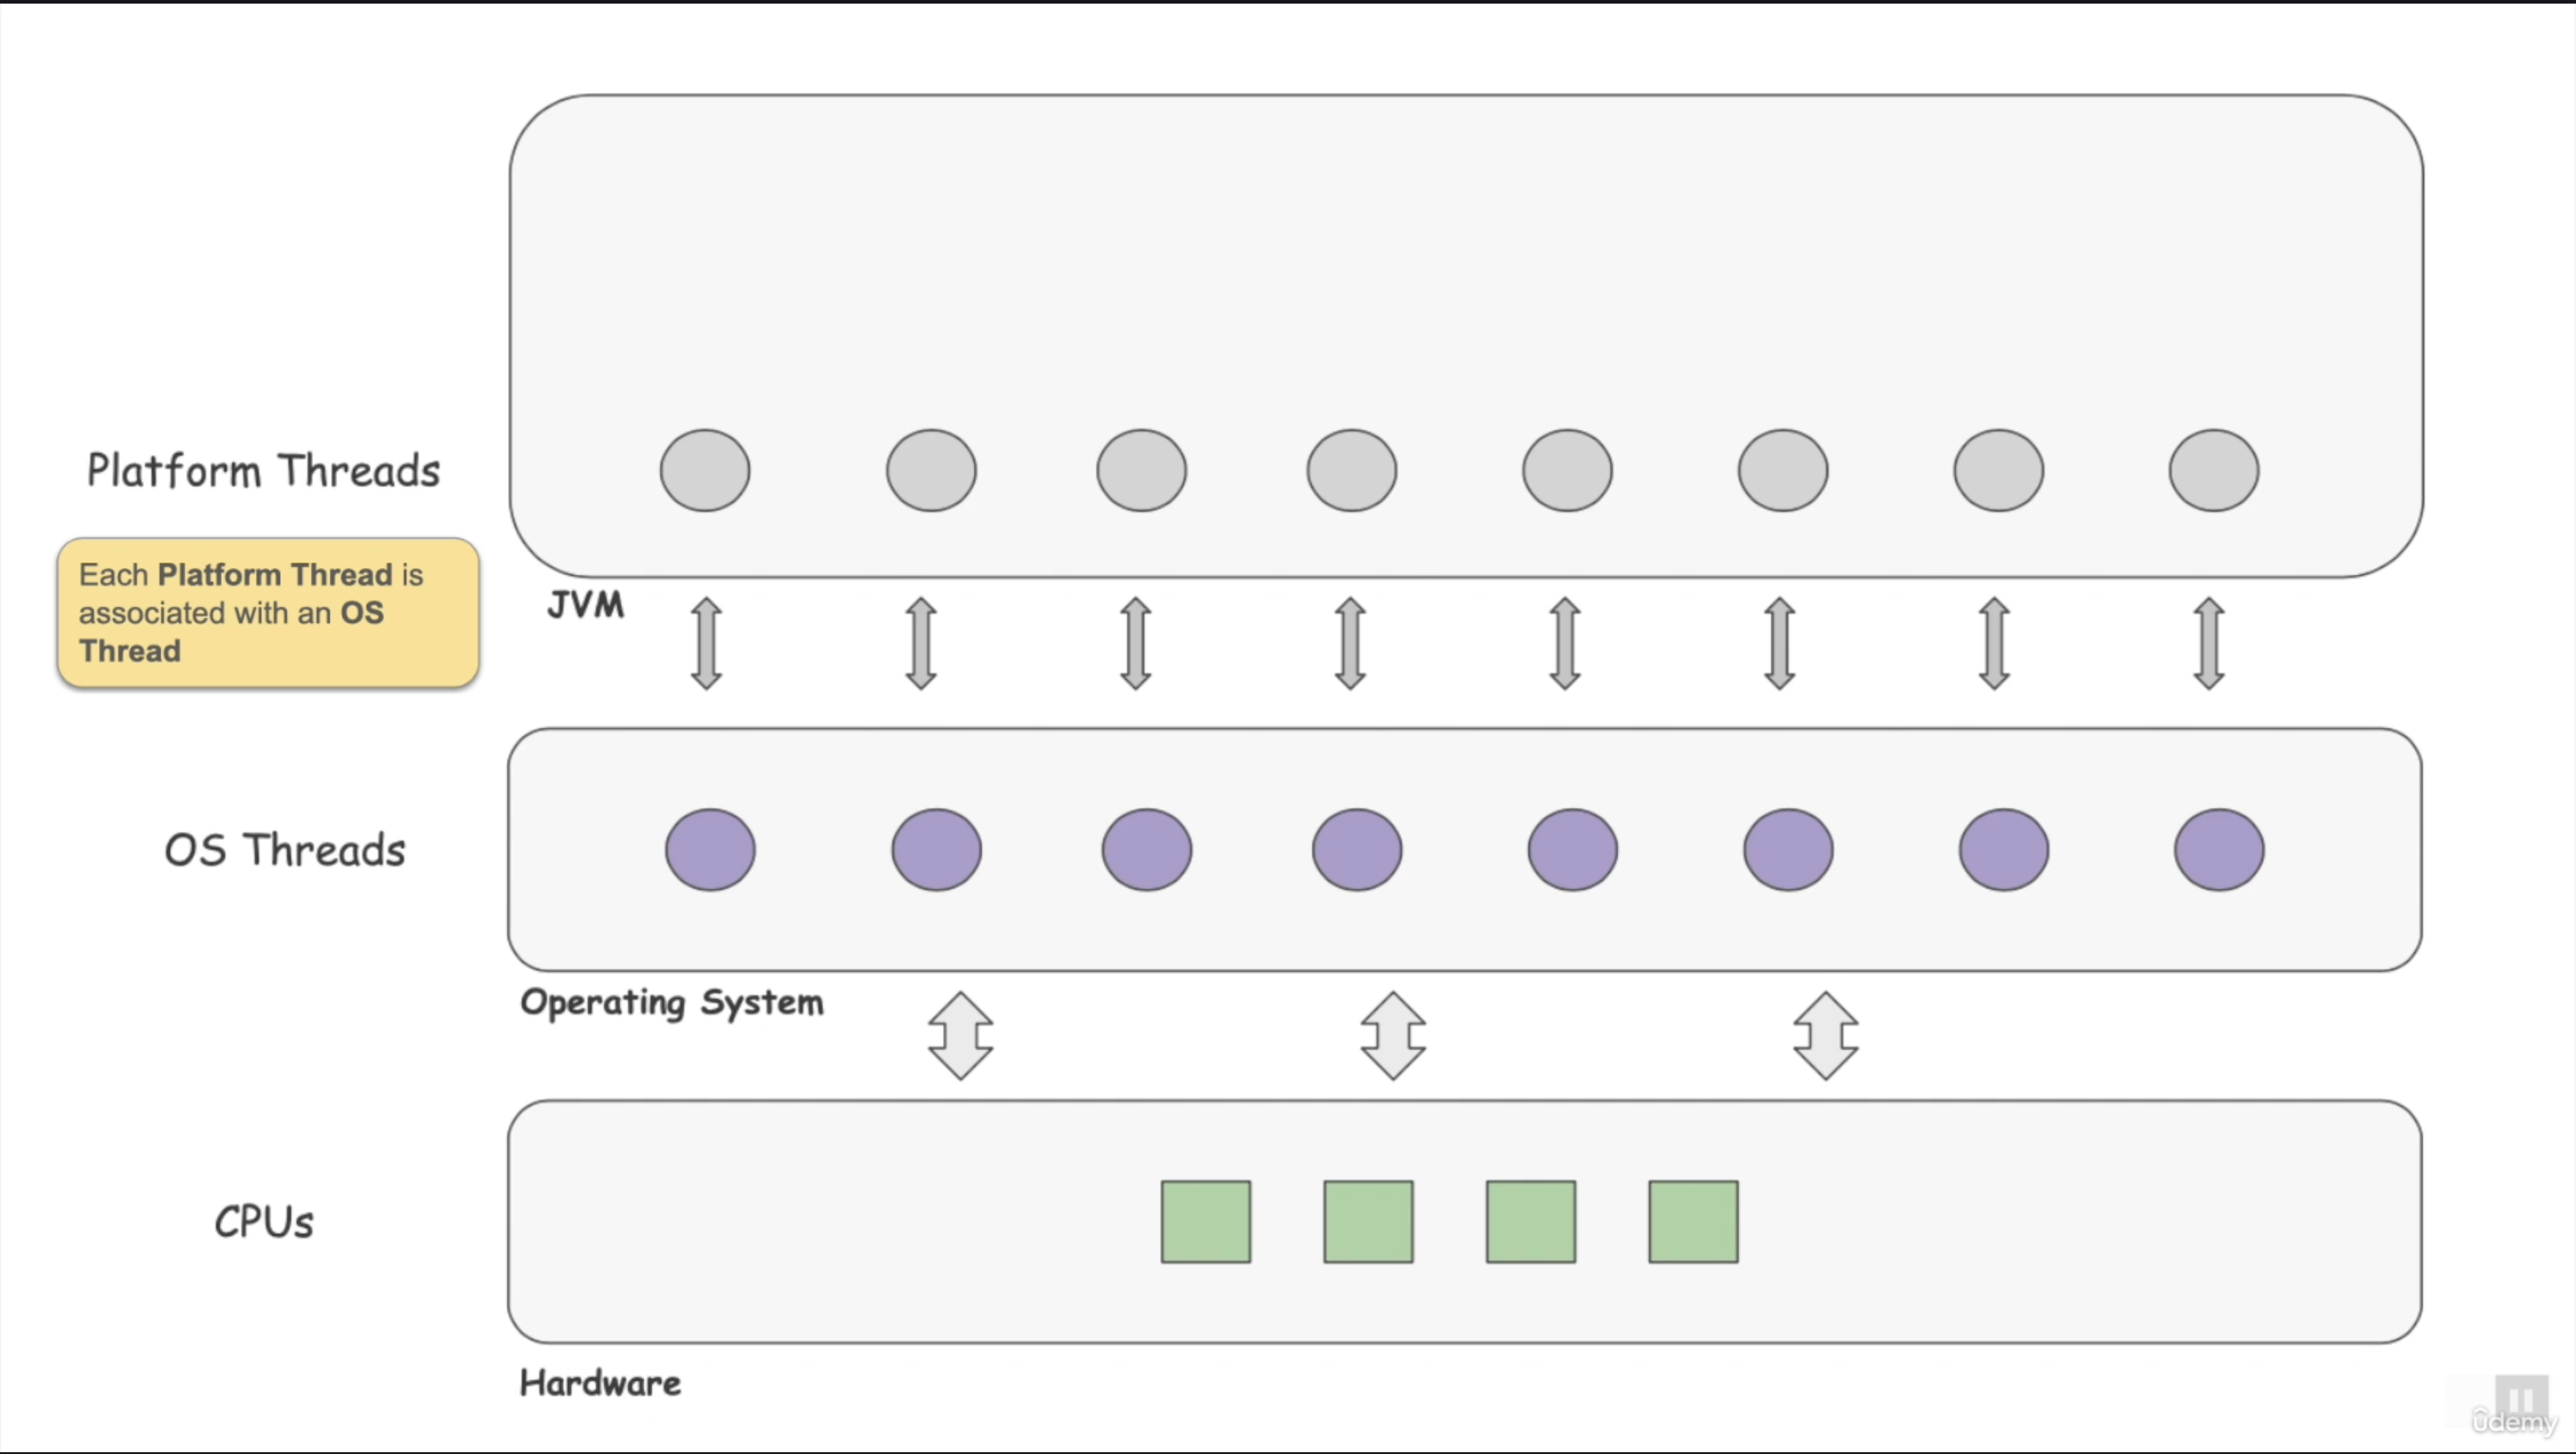 Platform Threads
Each Platform Thread is
associated with an OS
Thread
JVM
OS Threads
Operating System
CPUs
Hardware
ûdemy